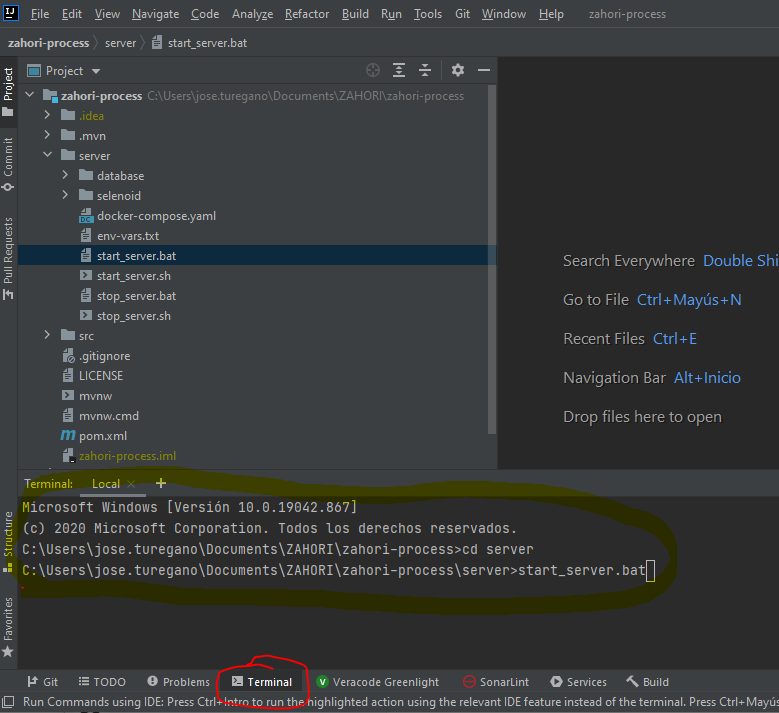 IJ File Edit View Navigate Code Analyze Refactor Build Run Tools Git Window Help zahori-process
zahori-process server start_server.bat
Project
Project
zahori-process C:\Users\jose.turegano\Documents\ZAHORI\zahori-process
.idea
.mvn
server
database
selenoid
DC docker-compose.yaml
env-vars.txt
start_server.bat
start_server.sh
stop_server.bat
stop_server.sh
src
.gitignore
LICENSE
mvnw
mvnw.cmd
m pom.xml
zahori-process.iml
Commit
Pull Requests
Structure
Favorites
Search Everywhere Double Shi
Go to File Ctrl+Mayús+N
Recent Files Ctrl+E
Navigation Bar Alt+Inicio
Drop files here to open
Terminal: Local × +
Microsoft Windows [Versión 10.0.19042.867]
(c) 2020 Microsoft Corporation. Todos los derechos reservados.
C:\Users\jose.turegano\Documents\ZAHORI\zahori-process>cd server
C:\Users\jose.turegano\Documents\ZAHORI\zahori-process\server>start_server.bat
Git TODO Problems Terminal V Veracode Greenlight SonarLint Services Build
Run Commands using IDE: Press Ctrl+Intro to run the highlighted action using the relevant IDE feature instead of the terminal. Press Ctrl+Mayús